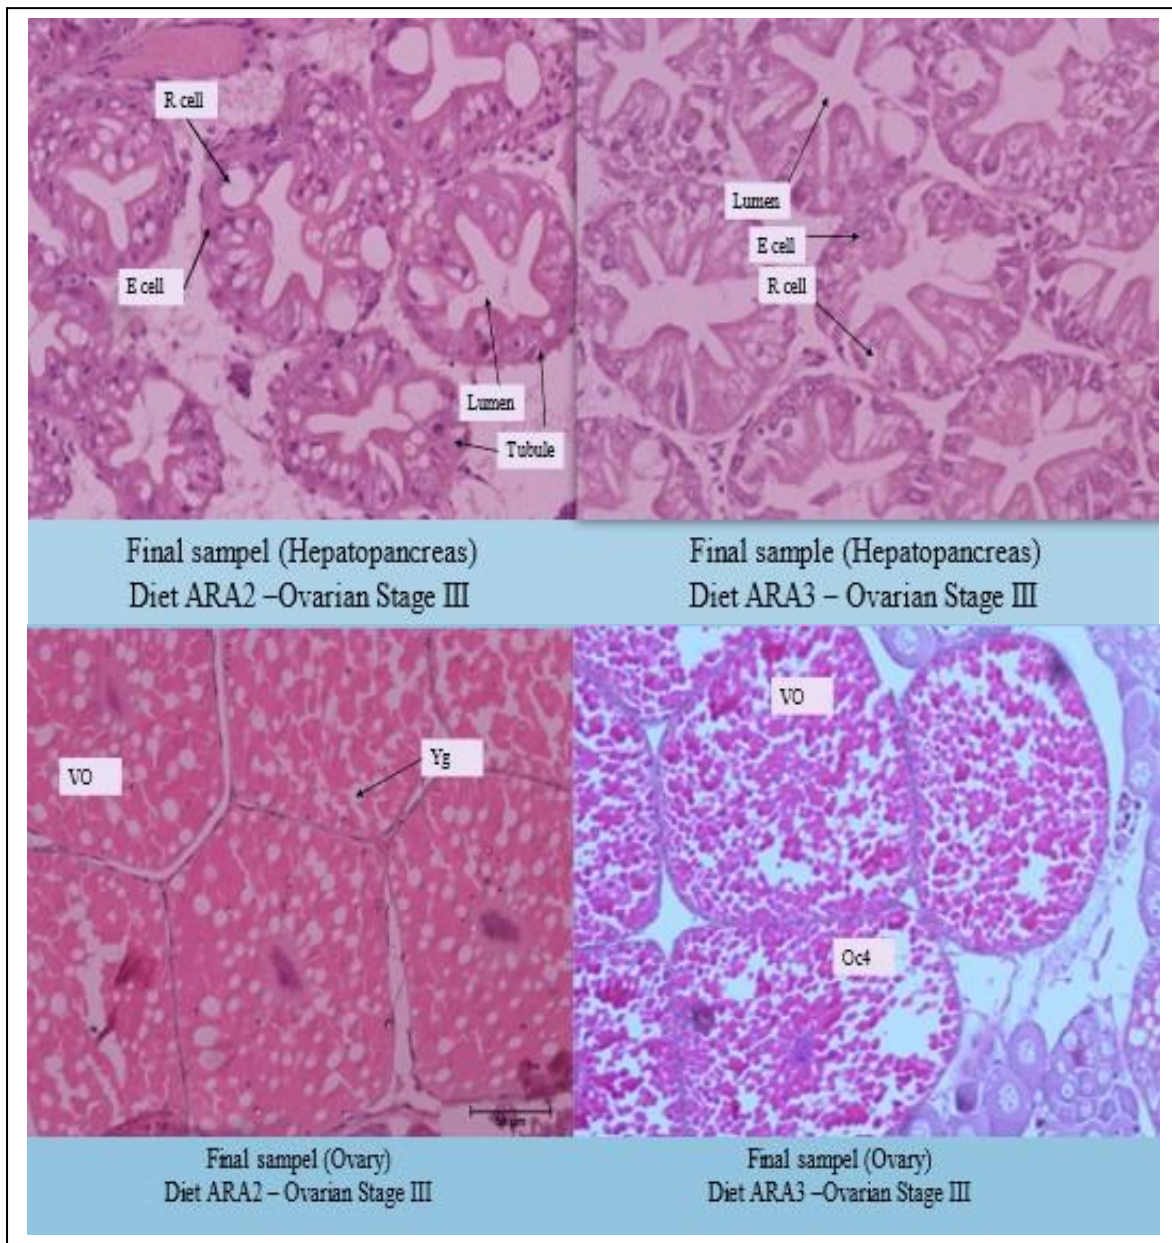 R cell
E cell
Lumen
Tubule
Lumen
E cell
R cell
Final sampel (Hepatopancreas)
Diet ARA2 –Ovarian Stage III
Final sample (Hepatopancreas)
Diet ARA3 – Ovarian Stage III
VO
Yg
VO
Oc4
Final sampel (Ovary)
Diet ARA2 – Ovarian Stage III
Final sampel (Ovary)
Diet ARA3 –Ovarian Stage III